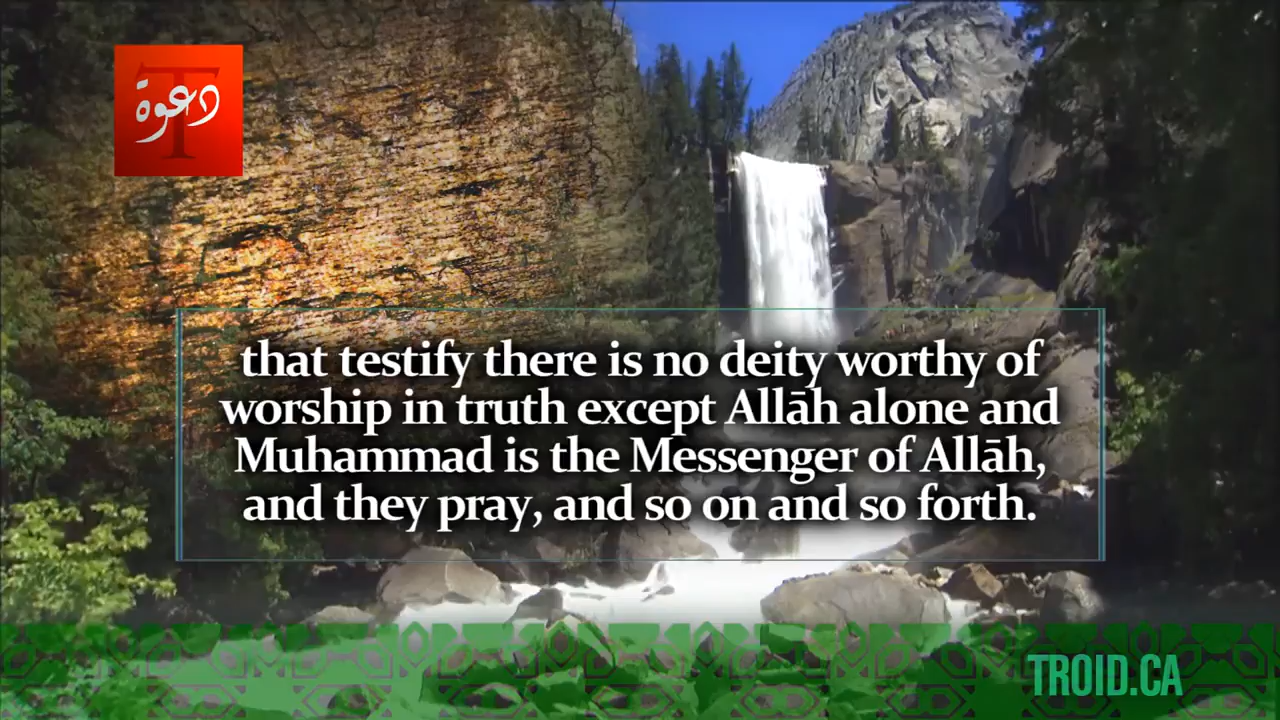 T
دعوة
that testify there is no deity worthy of
worship in truth except Allāh alone and
Muhammad is the Messenger of Allāh,
and they pray, and so on and so forth.
TROID.CA